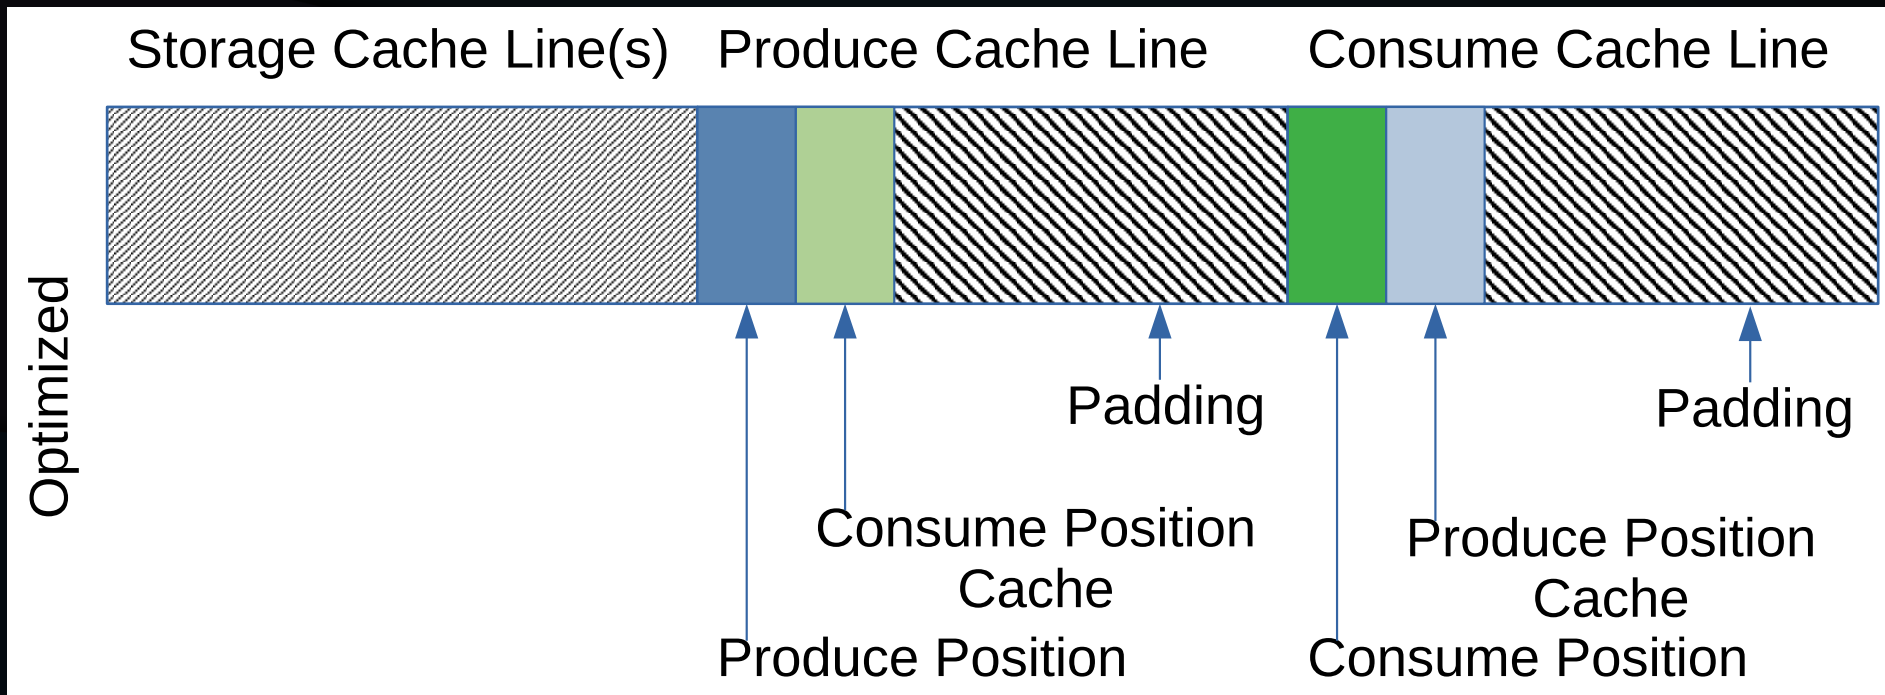 Storage Cache Line(s)
Produce Cache Line
Consume Cache Line
Optimized
Padding
Padding
Consume Position
Cache
Produce Position
Cache
Produce Position
Consume Position